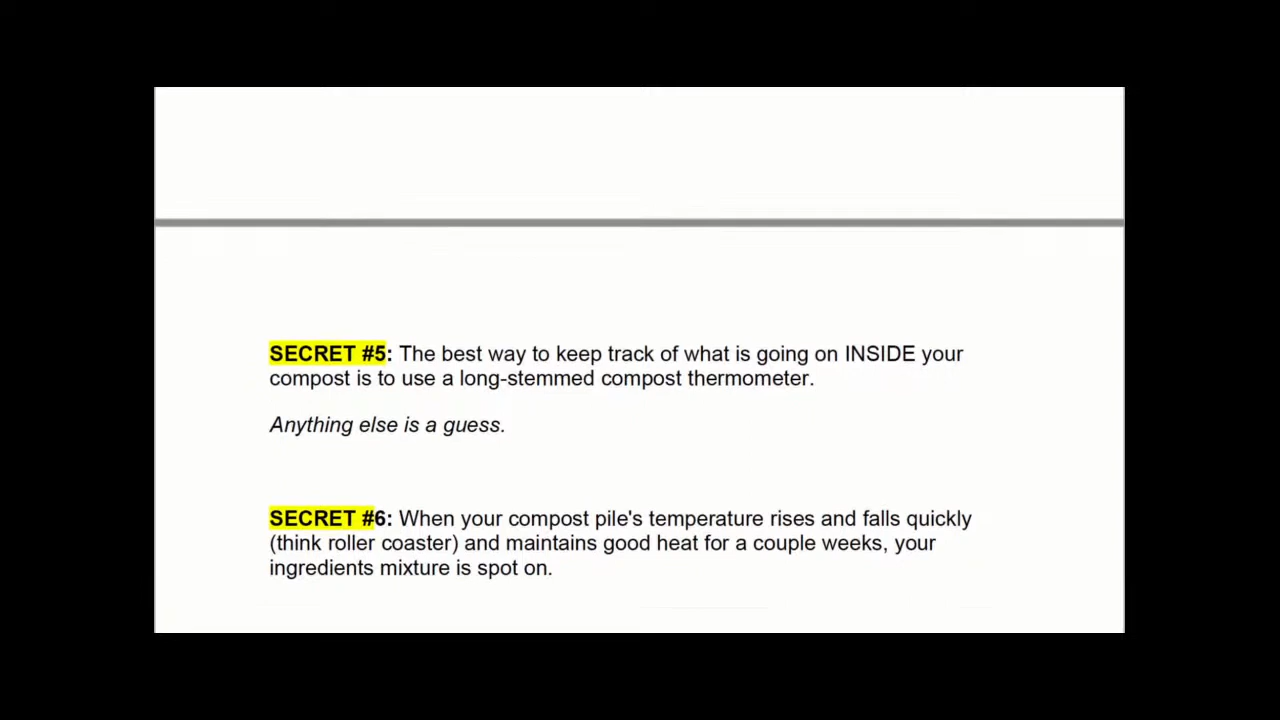 SECRET #5: The best way to keep track of what is going on INSIDE your
compost is to use a long-stemmed compost thermometer.
Anything else is a guess.
SECRET #6: When your compost pile's temperature rises and falls quickly
(think roller coaster) and maintains good heat for a couple weeks, your
ingredients mixture is spot on.